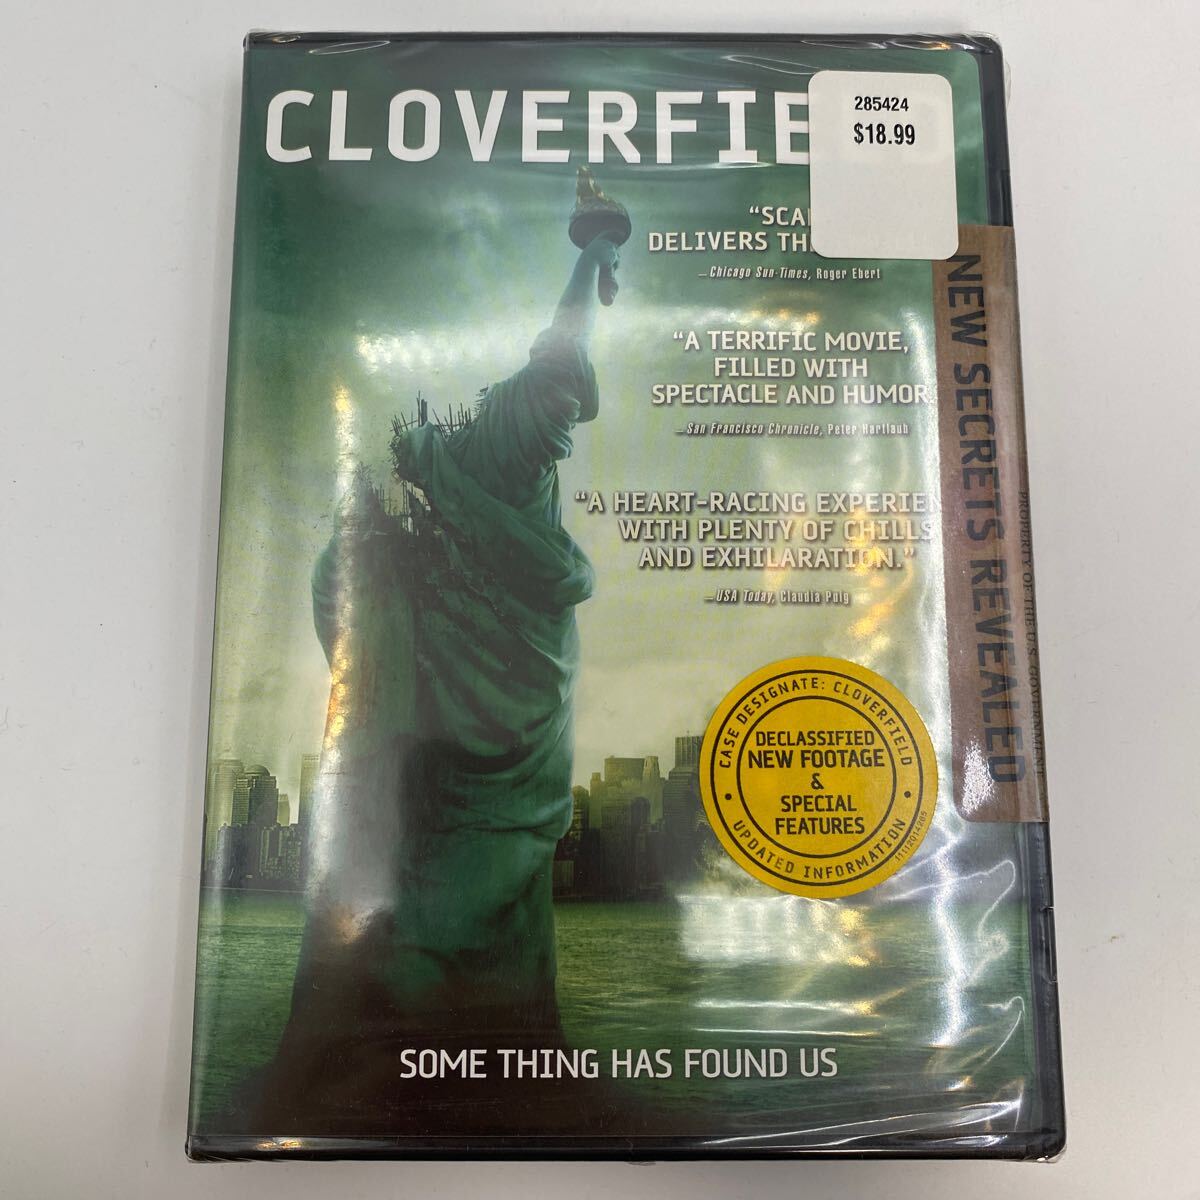 CLOVERFIE
285424
$18.99
"SCA
DELIVERS TH
—Chicago Sun-Times, Roger Ebert
"A TERRIFIC MOVIE,
FILLED WITH
SPECTACLE AND HUMOR.
—San Francisco Chronicle, Peter Hartlaub
"A HEART-RACING EXPERIEN
WITH PLENTY OF CHILLS
AND EXHILARATION."
—USA Today, Claudia Puig
NEW SECRETS REVEALED
PROPERTY OF THE U.S. GOVERNMENT
CASE DESIGNATE: CLOVERFIELD
DECLASSIFIED
NEW FOOTAGE
&
SPECIAL
FEATURES
UPDATED INFORMATION
11112014265
SOME THING HAS FOUND US